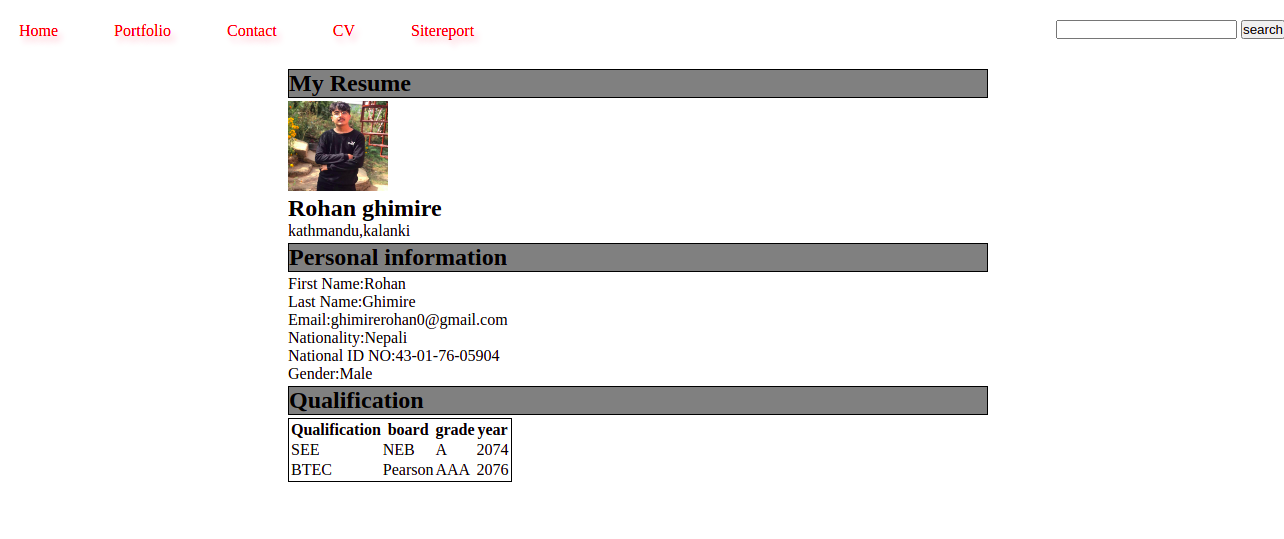 Home Portfolio Contact CV Sitereport search
My Resume
Rohan ghimire
kathmandu,kalanki
Personal information
First Name:Rohan
Last Name:Ghimire
Email:ghimirerohan0@gmail.com
Nationality:Nepali
National ID NO:43-01-76-05904
Gender:Male
Qualification
Qualification board grade year
SEE NEB A 2074
BTEC Pearson AAA 2076